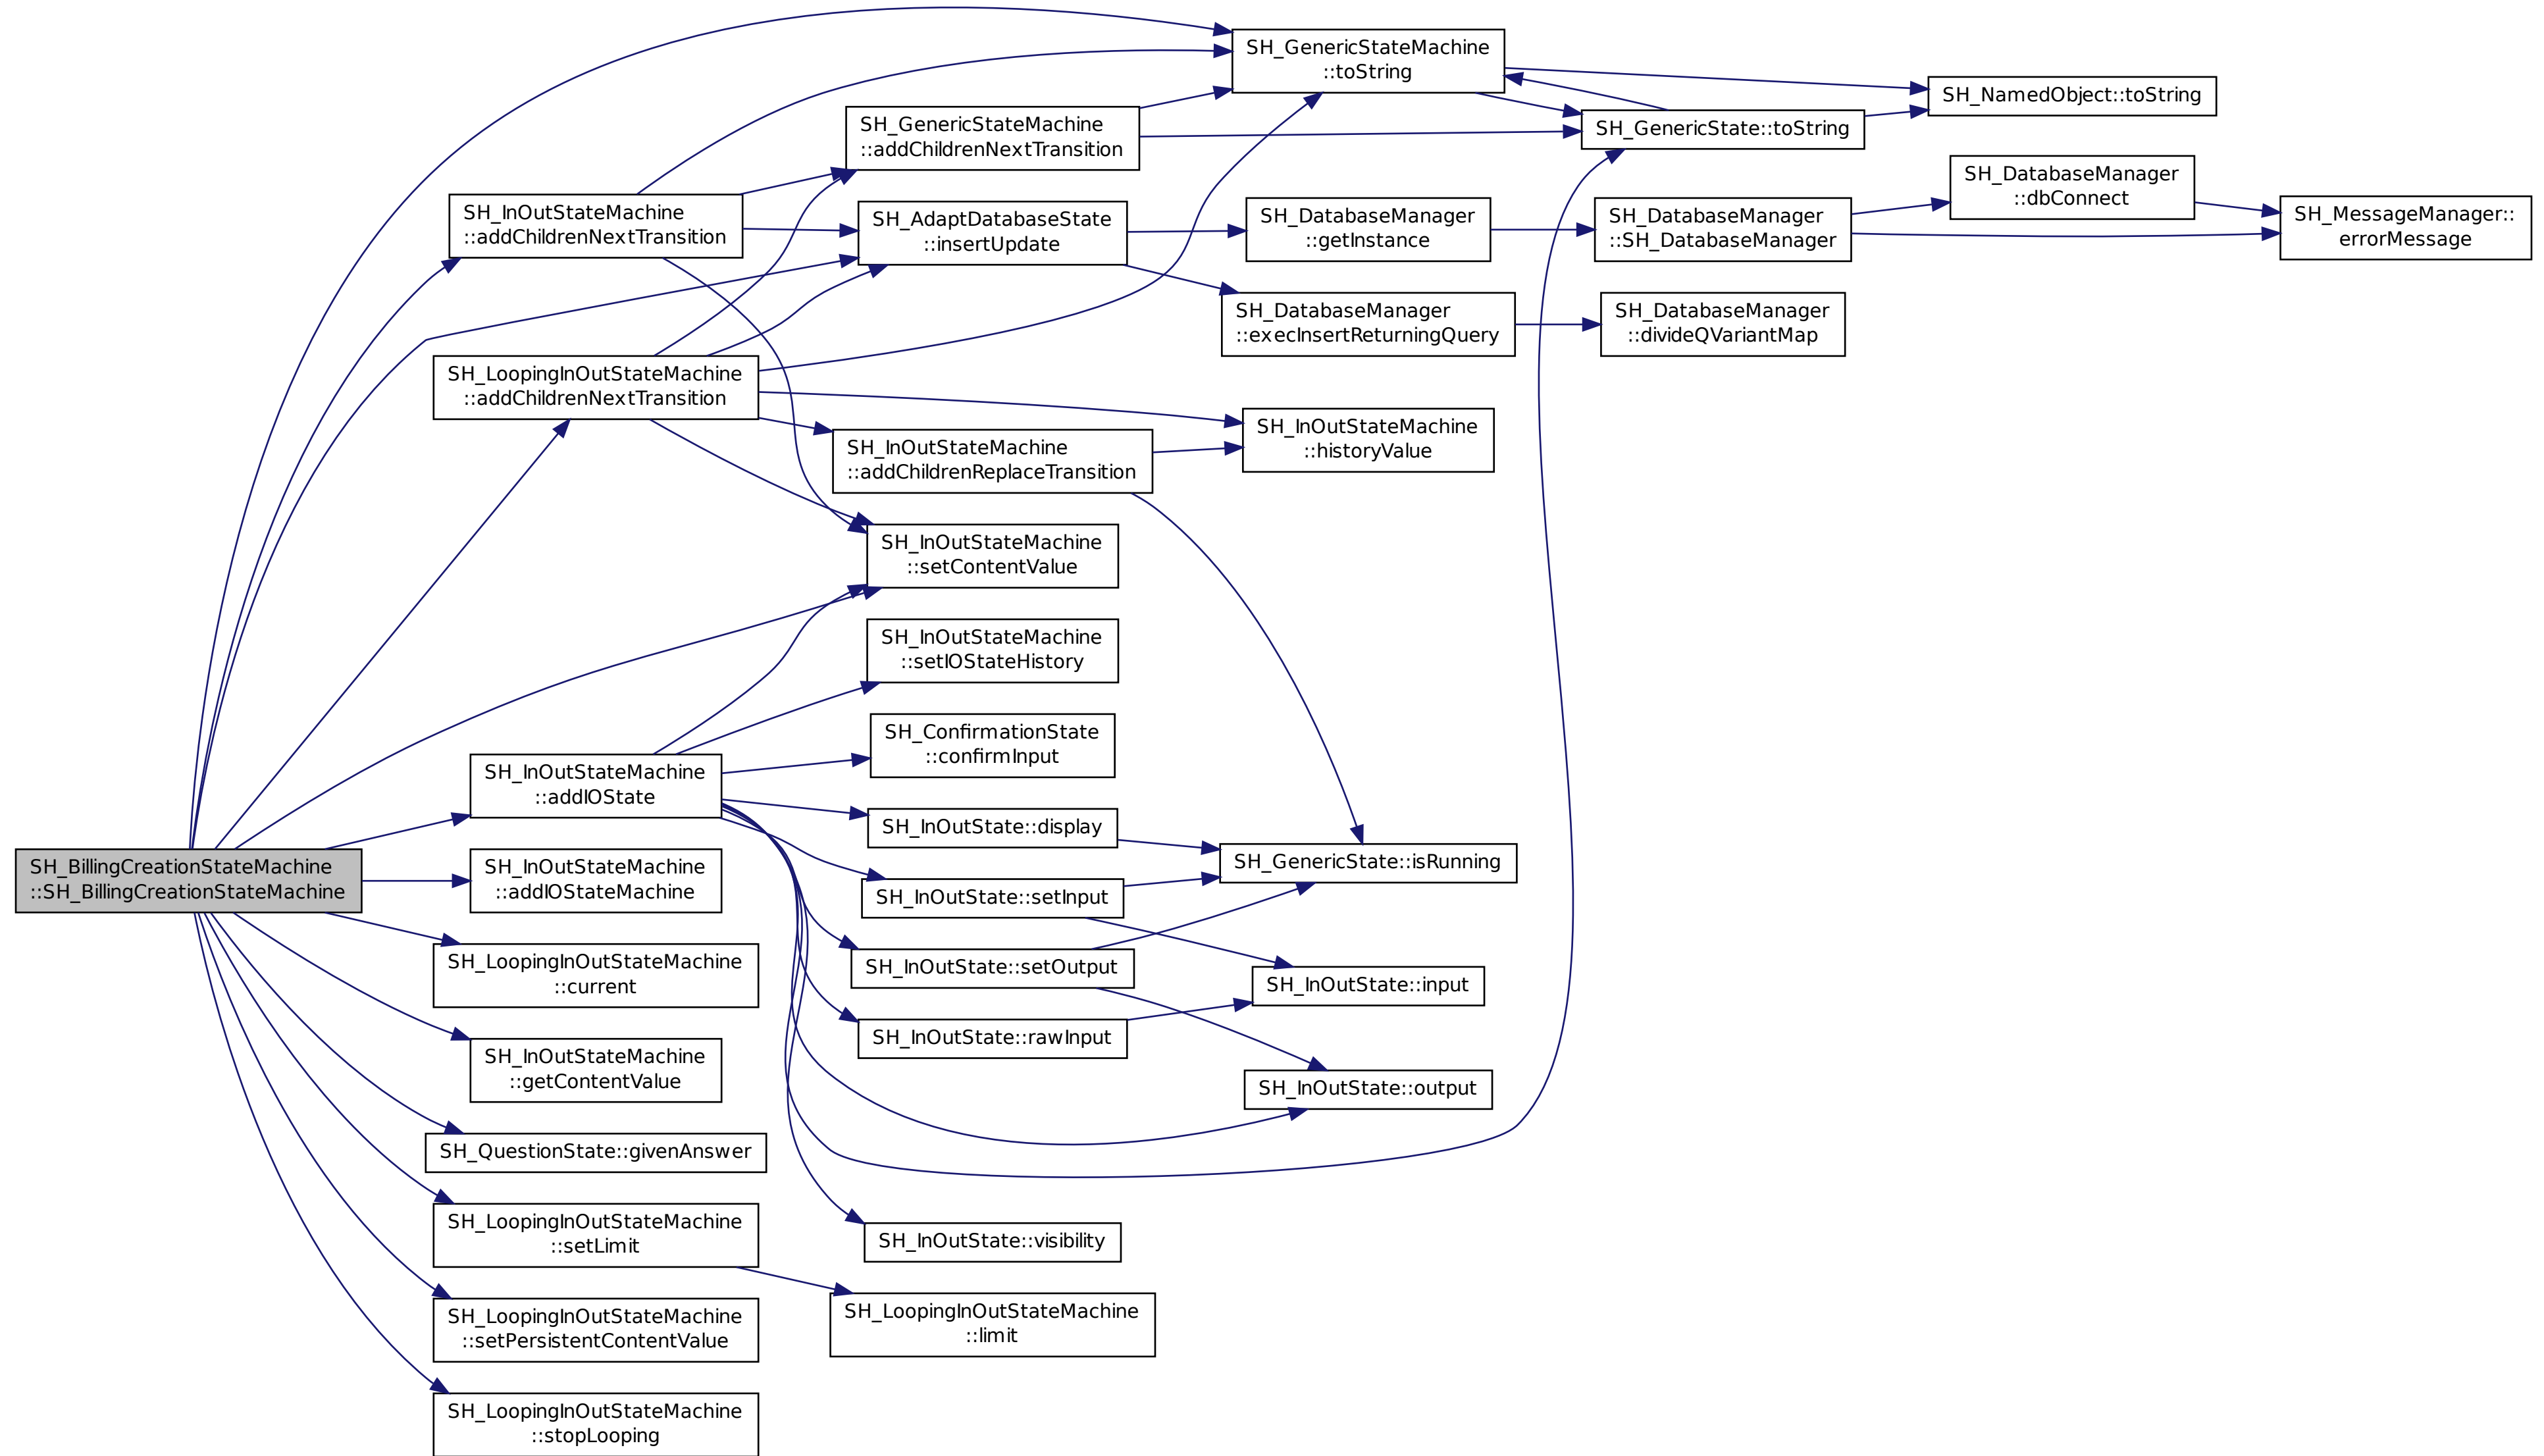 SH_GenericStateMachine
::toString
SH_NamedObject::toString
SH_GenericStateMachine
::addChildrenNextTransition
SH_GenericState::toString
SH_DatabaseManager
::dbConnect
SH_InOutStateMachine
::addChildrenNextTransition
SH_AdaptDatabaseState
::insertUpdate
SH_DatabaseManager
::getInstance
SH_DatabaseManager
::SH_DatabaseManager
SH_MessageManager::
errorMessage
SH_DatabaseManager
::execInsertReturningQuery
SH_DatabaseManager
::divideQVariantMap
SH_LoopingInOutStateMachine
::addChildrenNextTransition
SH_InOutStateMachine
::historyValue
SH_InOutStateMachine
::addChildrenReplaceTransition
SH_InOutStateMachine
::setContentValue
SH_InOutStateMachine
::setIOStateHistory
SH_ConfirmationState
::confirmInput
SH_InOutStateMachine
::addIOState
SH_InOutState::display
SH_GenericState::isRunning
SH_BillingCreationStateMachine
::SH_BillingCreationStateMachine
SH_InOutStateMachine
::addIOStateMachine
SH_InOutState::setInput
SH_LoopingInOutStateMachine
::current
SH_InOutState::setOutput
SH_InOutState::input
SH_InOutState::rawInput
SH_InOutStateMachine
::getContentValue
SH_InOutState::output
SH_QuestionState::givenAnswer
SH_LoopingInOutStateMachine
::setLimit
SH_InOutState::visibility
SH_LoopingInOutStateMachine
::limit
SH_LoopingInOutStateMachine
::setPersistentContentValue
SH_LoopingInOutStateMachine
::stopLooping